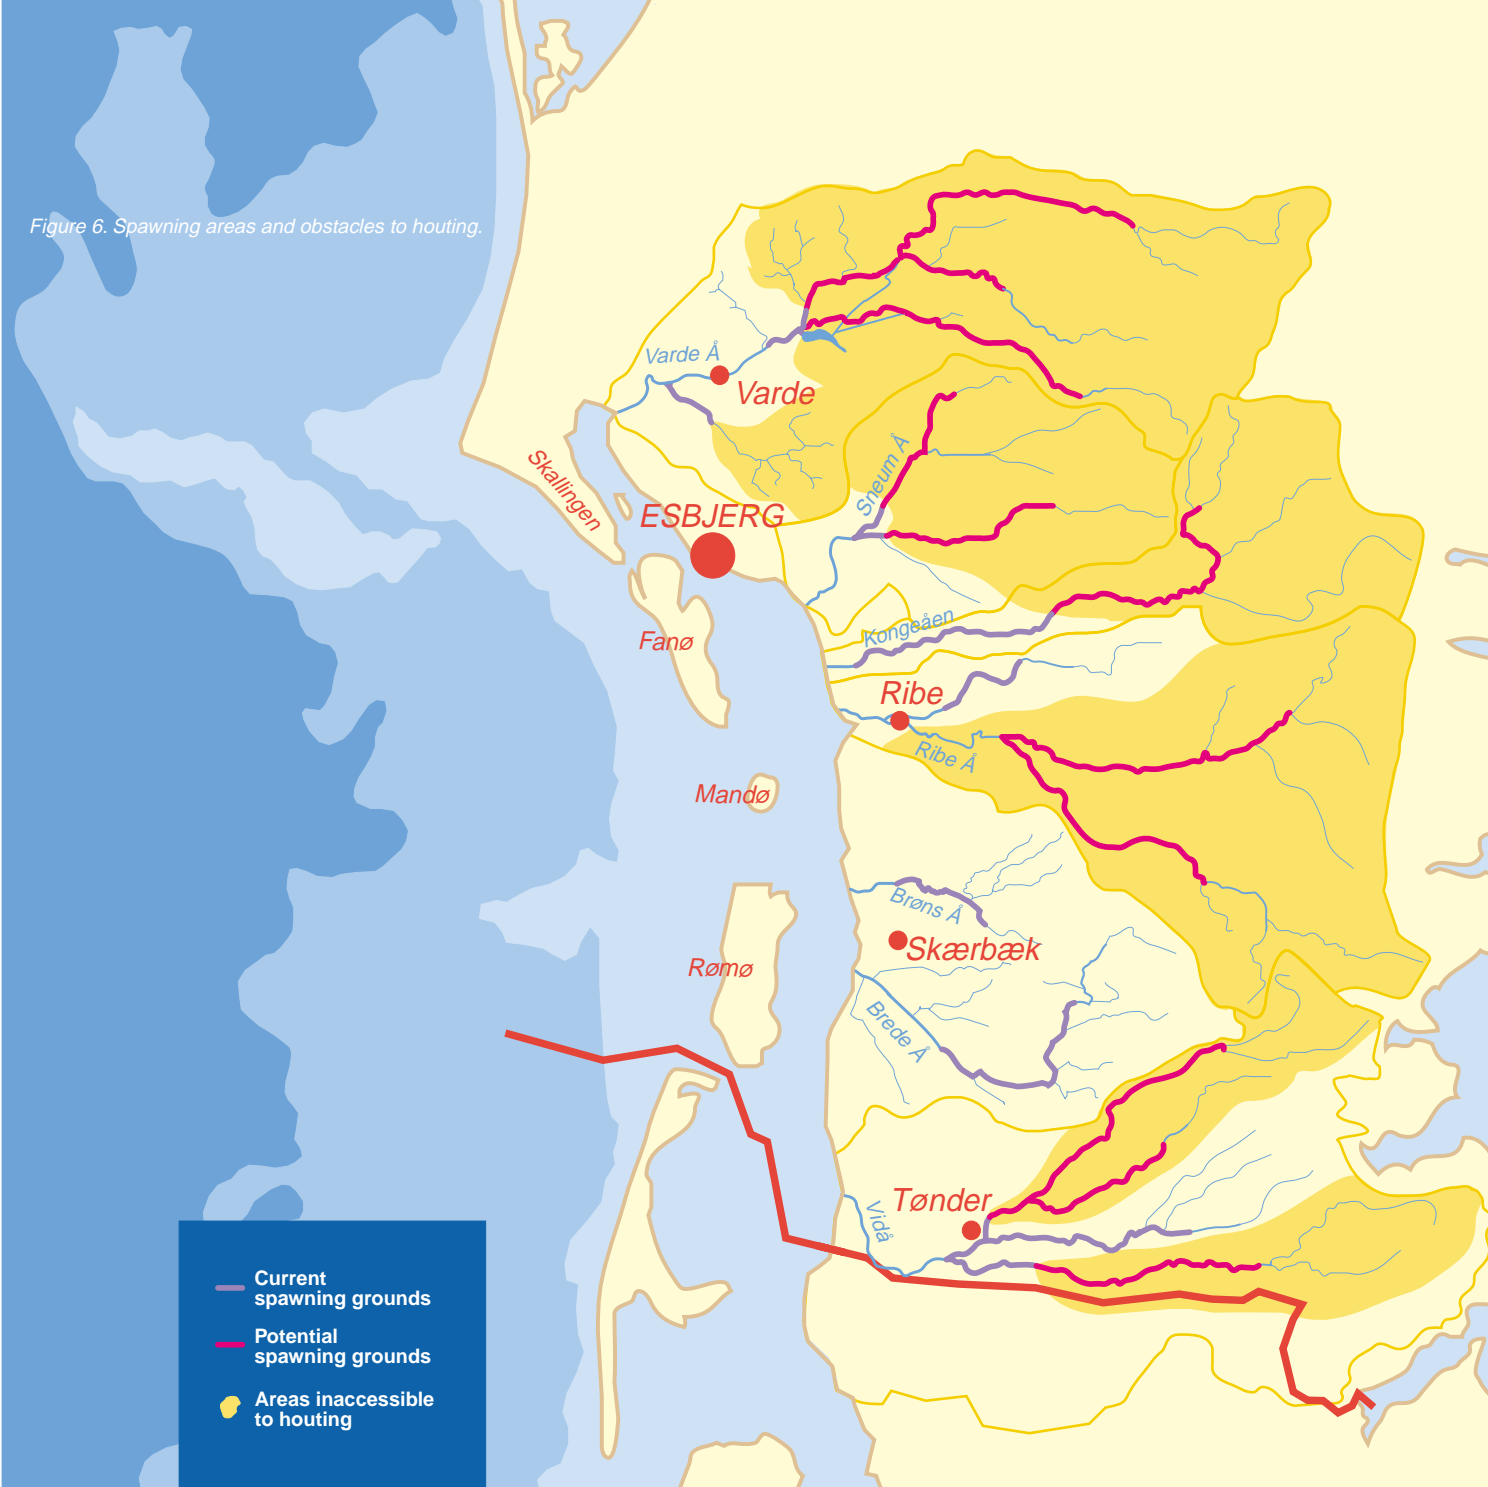 Figure 6. Spawning areas and obstacles to houting.
Varde Å
Varde
Sneum Å
Skallingen
ESBJERG
Kongeåen
Fanø
Ribe
Ribe Å
Mandø
Brøns Å
Skærbæk
Rømø
Brede Å
Tønder
Vidå
Current
spawning grounds
Potential
spawning grounds
Areas inaccessible
to houting